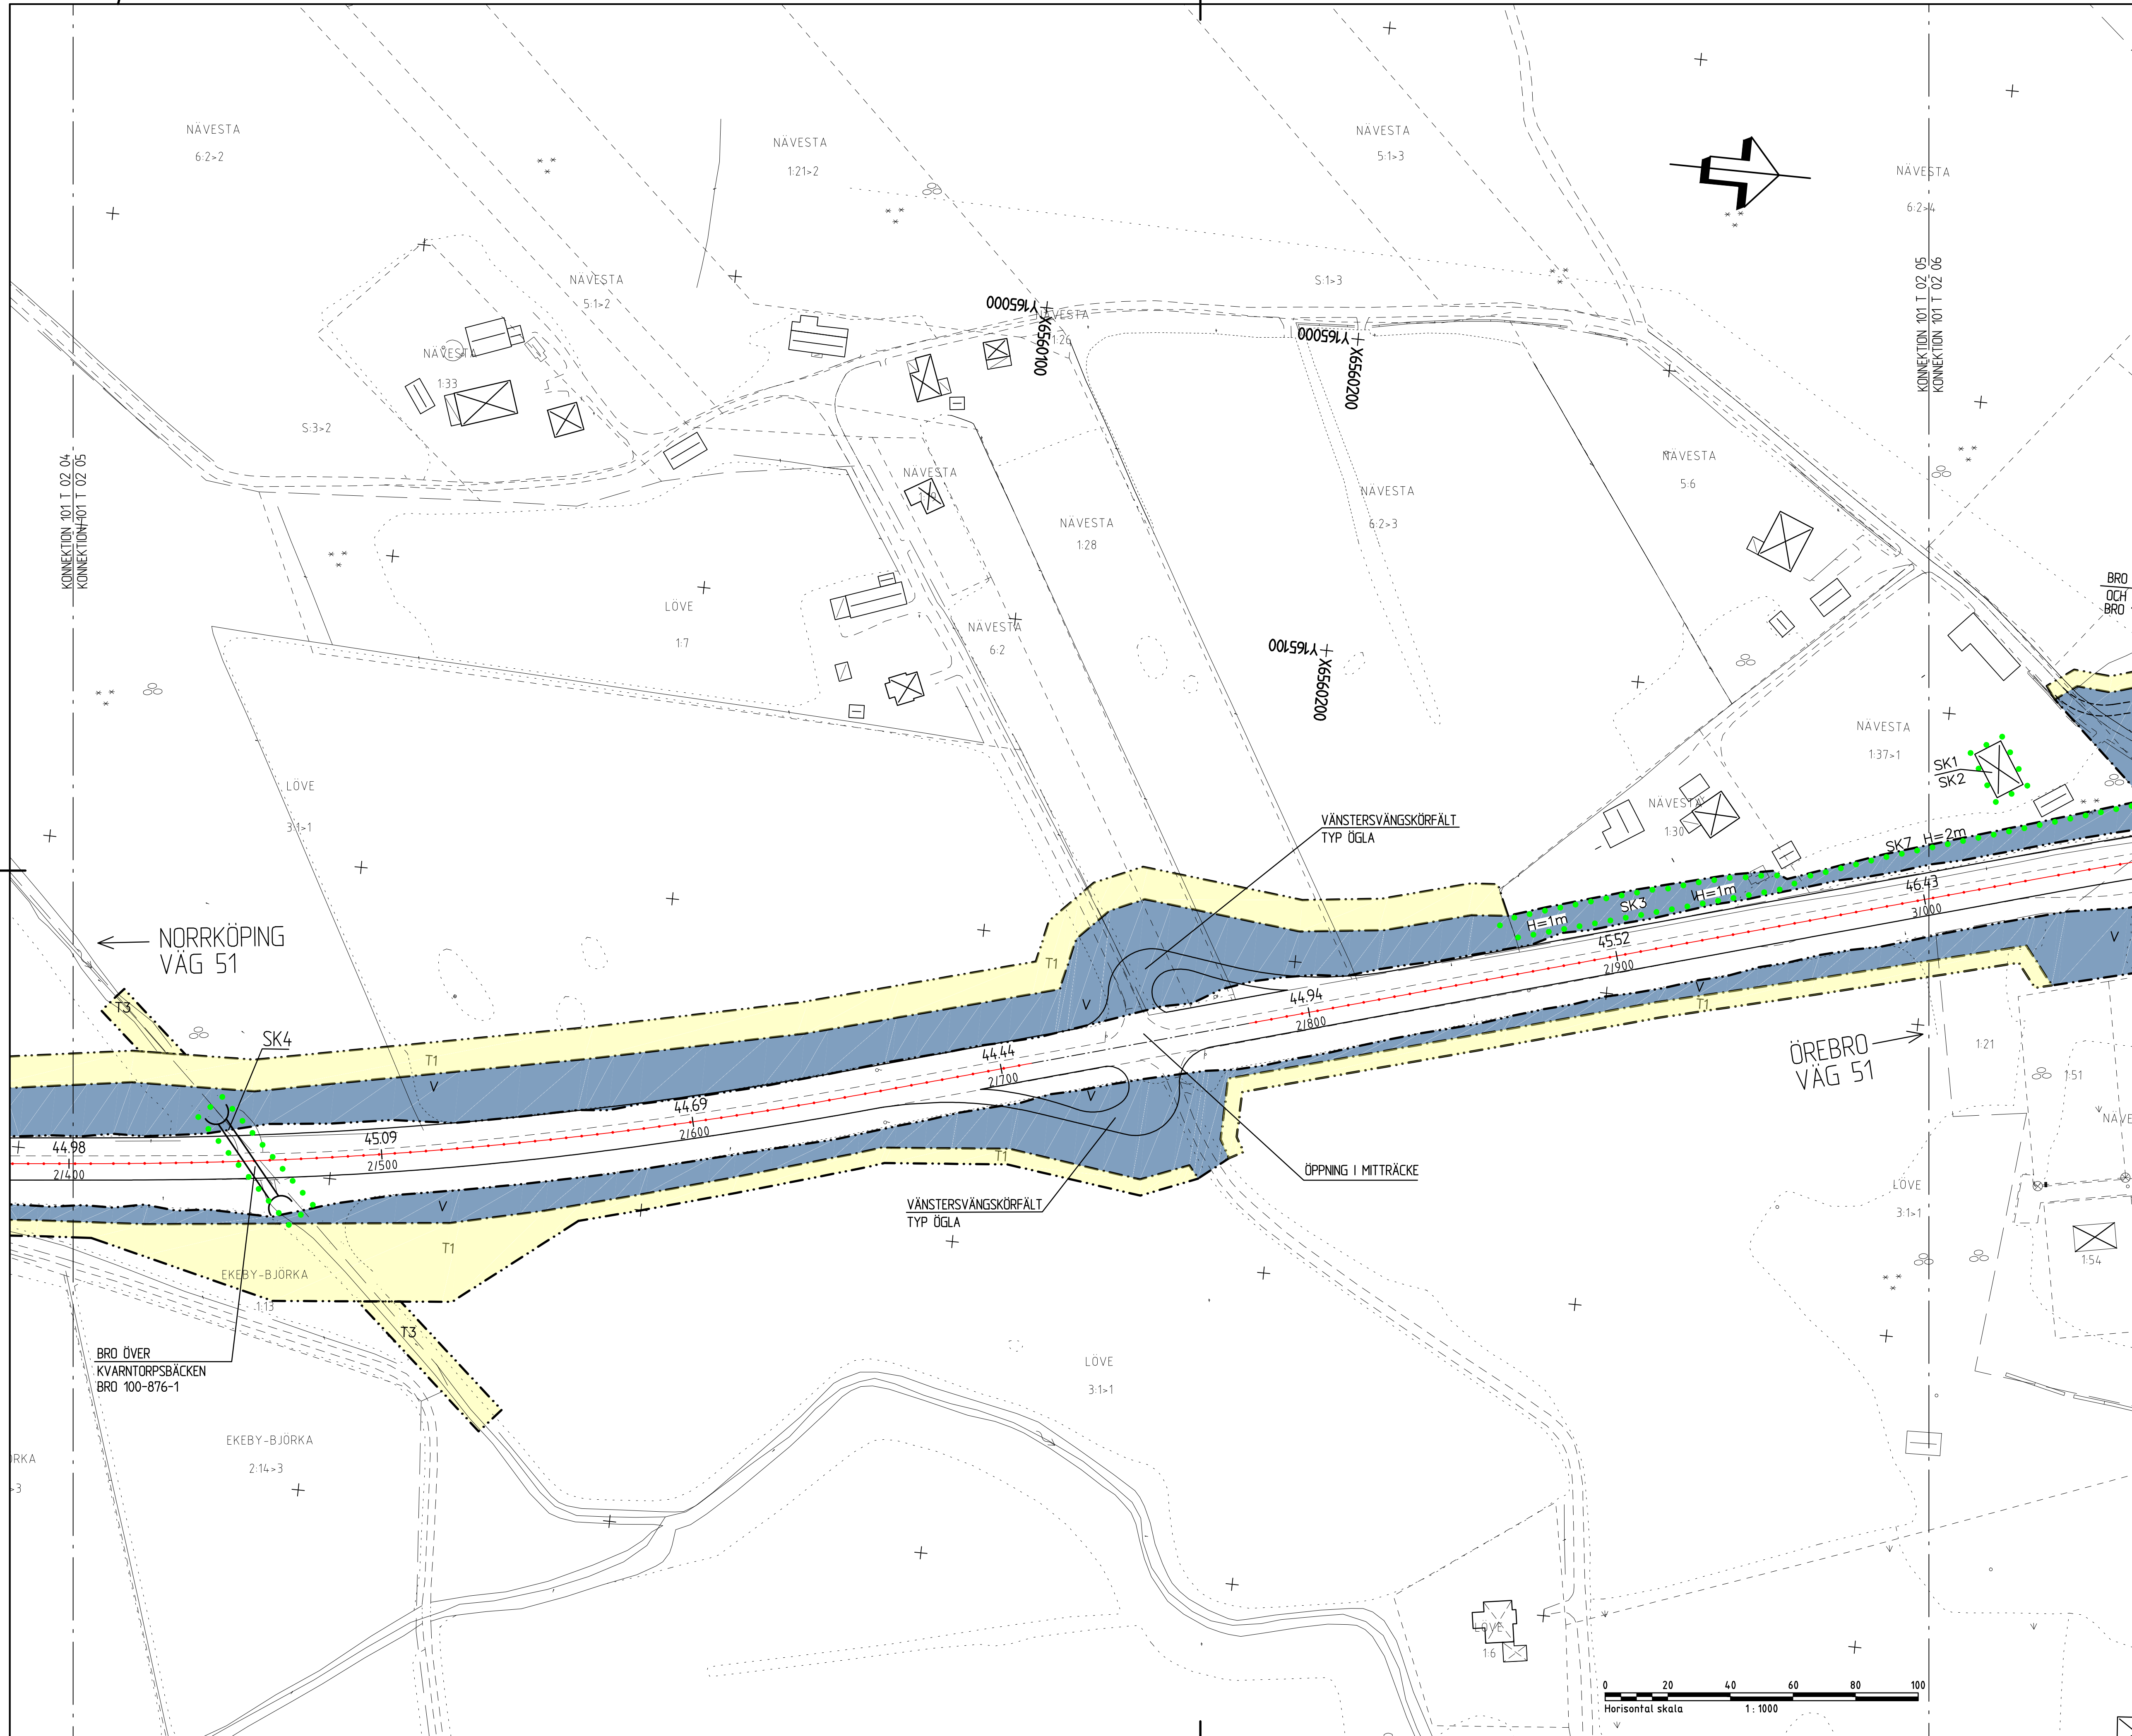 NÄVESTA
6:2>2
NÄVESTA
1:21>2
NÄVESTA
5:1>3
NÄVESTA
6:2>4
KONNEKTION 101 T 02 05
KONNEKTION 101 T 02 06
NÄVESTA
5:1>2
S:1>3
Y165000
X6560100
NÄVESTA
1:26
Y165000
X6560200
NÄVESTA
1:33
S:3>2
KONNEKTION 101 T 02 04
KONNEKTION 101 T 02 05
NÄVESTA
NÄVESTA
1:28
NÄVESTA
6:2>3
NÄVESTA
5:6
BRO
OCH
BRO
LÖVE
1:7
NÄVESTA
6:2
Y165100
X6560200
NÄVESTA
1:37>1
SK1
SK2
LÖVE
3:1>1
NÄVESTA
1:30
VÄNSTERSVÄNGSKÖRFÄLT
TYP ÖGLA
SK7 H=2m
H=1m
SK3
H=1m
46.43
3/000
45.52
2/900
44.94
2/800
44.44
2/700
44.69
2/600
45.09
2/500
44.98
2/400
NORRKÖPING
VÄG 51
T3
SK4
T1
V
T1
V
V
V
T1
V
ÖREBRO
VÄG 51
1:21
1:51
NÄVE
ÖPPNING I MITTRÄCKE
T1
VÄNSTERSVÄNGSKÖRFÄLT
TYP ÖGLA
V
T1
LÖVE
3:1>1
1:54
EKEBY-BJÖRKA
1:13
T3
BRO ÖVER
KVARNTORPSBÄCKEN
BRO 100-876-1
LÖVE
3:1>1
EKEBY-BJÖRKA
2:14>3
RKA
>3
LÖVE
1:6
0 20 40 60 80 100
Horisontal skala 1:1000